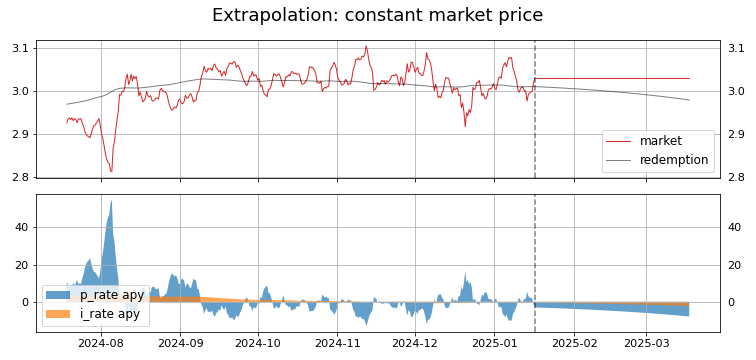 Extrapolation: constant market price
3.1 3.1
3.0 3.0
2.9 2.9
2.8 2.8
market
redemption
40 40
20 20
0 0
p_rate apy
i_rate apy
2024-08 2024-09 2024-10 2024-11 2024-12 2025-01 2025-02 2025-03